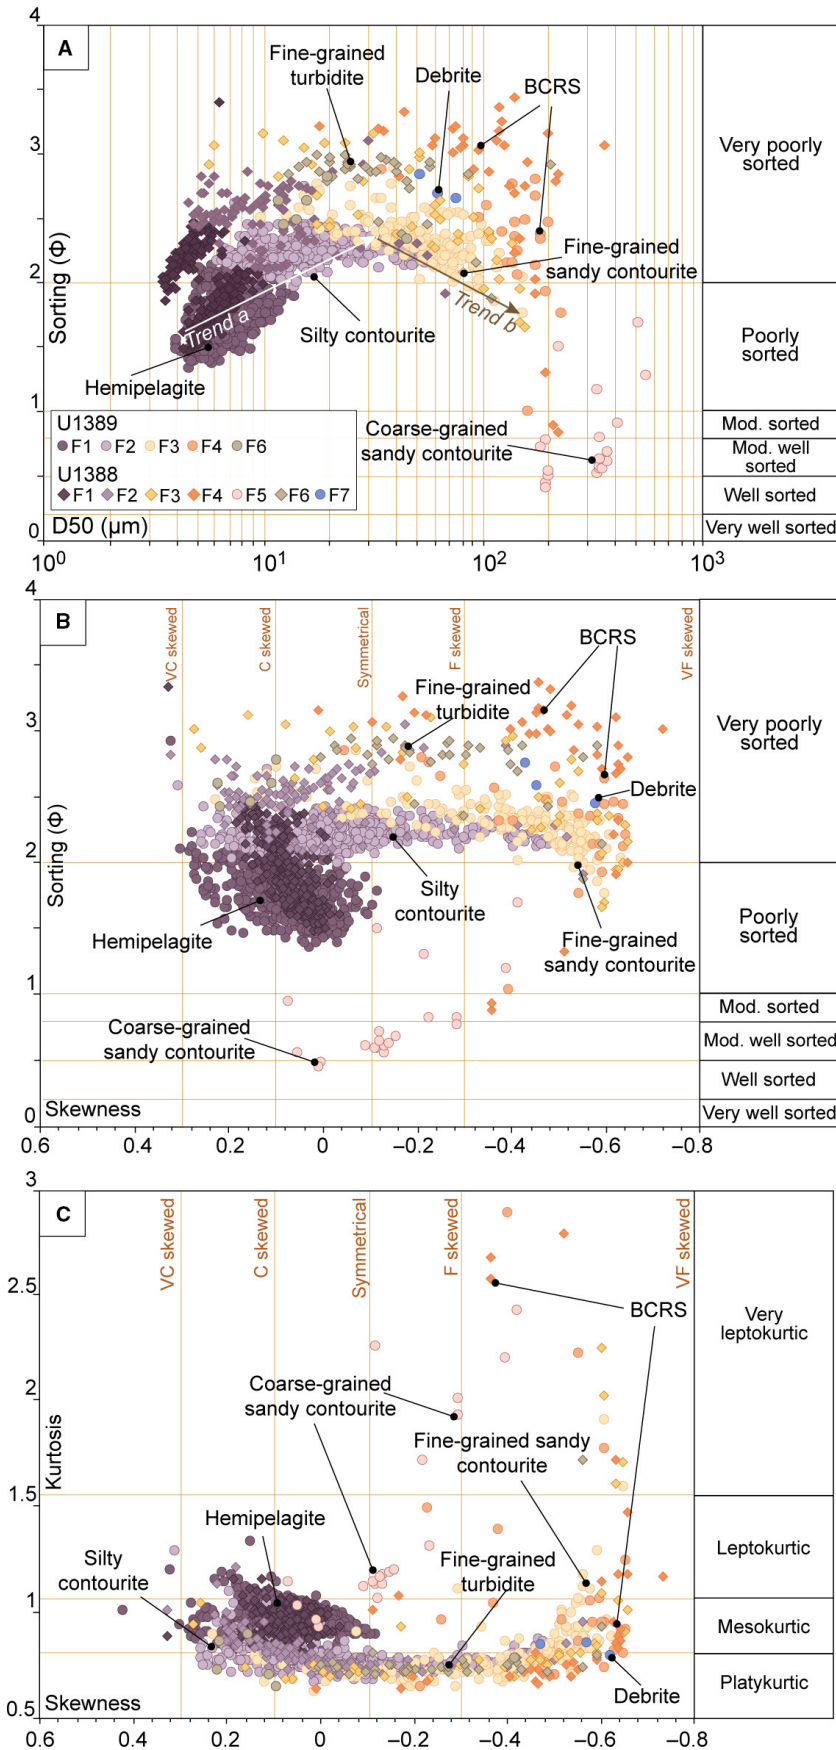 A
4
3
2
1
0
Sorting (Φ)
Fine-grained
turbidite
Debrite
BCRS
Very poorly
sorted
Fine-grained
sandy contourite
Trend a
Trend b
Silty contourite
Hemipelagite
Poorly
sorted
U1389
F1 F2 F3 F4 F6
U1388
F1 F2 F3 F4 F5 F6 F7
Coarse-grained
sandy contourite
Mod. sorted
Mod. well
sorted
Well sorted
Very well sorted
D50 (μm)
10⁰ 10¹ 10² 10³
B
4
3
2
1
0
Sorting (Φ)
VC skewed
C skewed
Symmetrical
F skewed
VF skewed
BCRS
Fine-grained
turbidite
Very poorly
sorted
Debrite
Silty
contourite
Hemipelagite
Fine-grained
sandy contourite
Poorly
sorted
Coarse-grained
sandy contourite
Mod. sorted
Mod. well sorted
Well sorted
Very well sorted
Skewness
0.6 0.4 0.2 0 −0.2 −0.4 −0.6 −0.8
C
3
2.5
2
1.5
1
0.5
Kurtosis
VC skewed
C skewed
Symmetrical
F skewed
VF skewed
BCRS
Very
leptokurtic
Coarse-grained
sandy contourite
Fine-grained sandy
contourite
Hemipelagite
Silty
contourite
Fine-grained
turbidite
Leptokurtic
Mesokurtic
Platykurtic
Debrite
Skewness
0.6 0.4 0.2 0 −0.2 −0.4 −0.6 −0.8